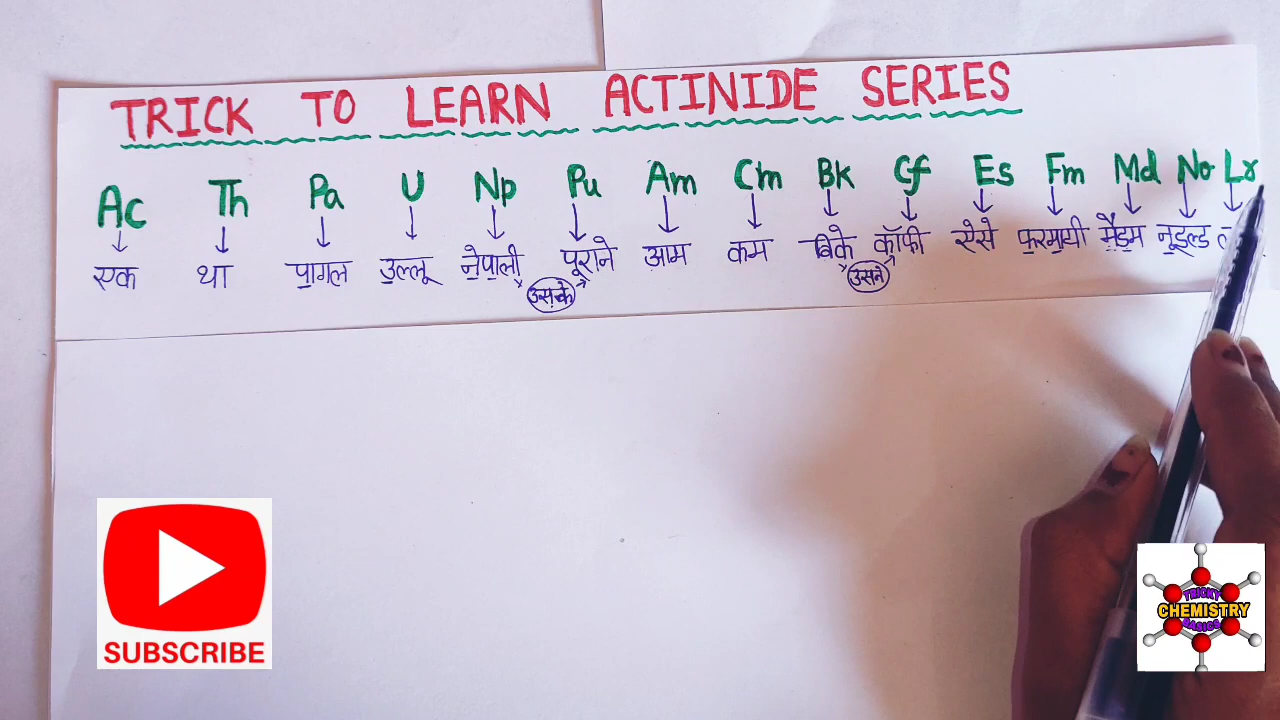 TRICK TO LEARN ACTINIDE SERIES
Ac Th Pa U Np Pu Am Cm Bk Cf Es Fm Md No Lr
एक था पागल उल्लू नेपाली पूराने आम कम बिके कॉफी ऐसे फरमायी मैडम नूडल्ड
उसके उसने
SUBSCRIBE
TRICKY
CHEMISTRY
BASICS